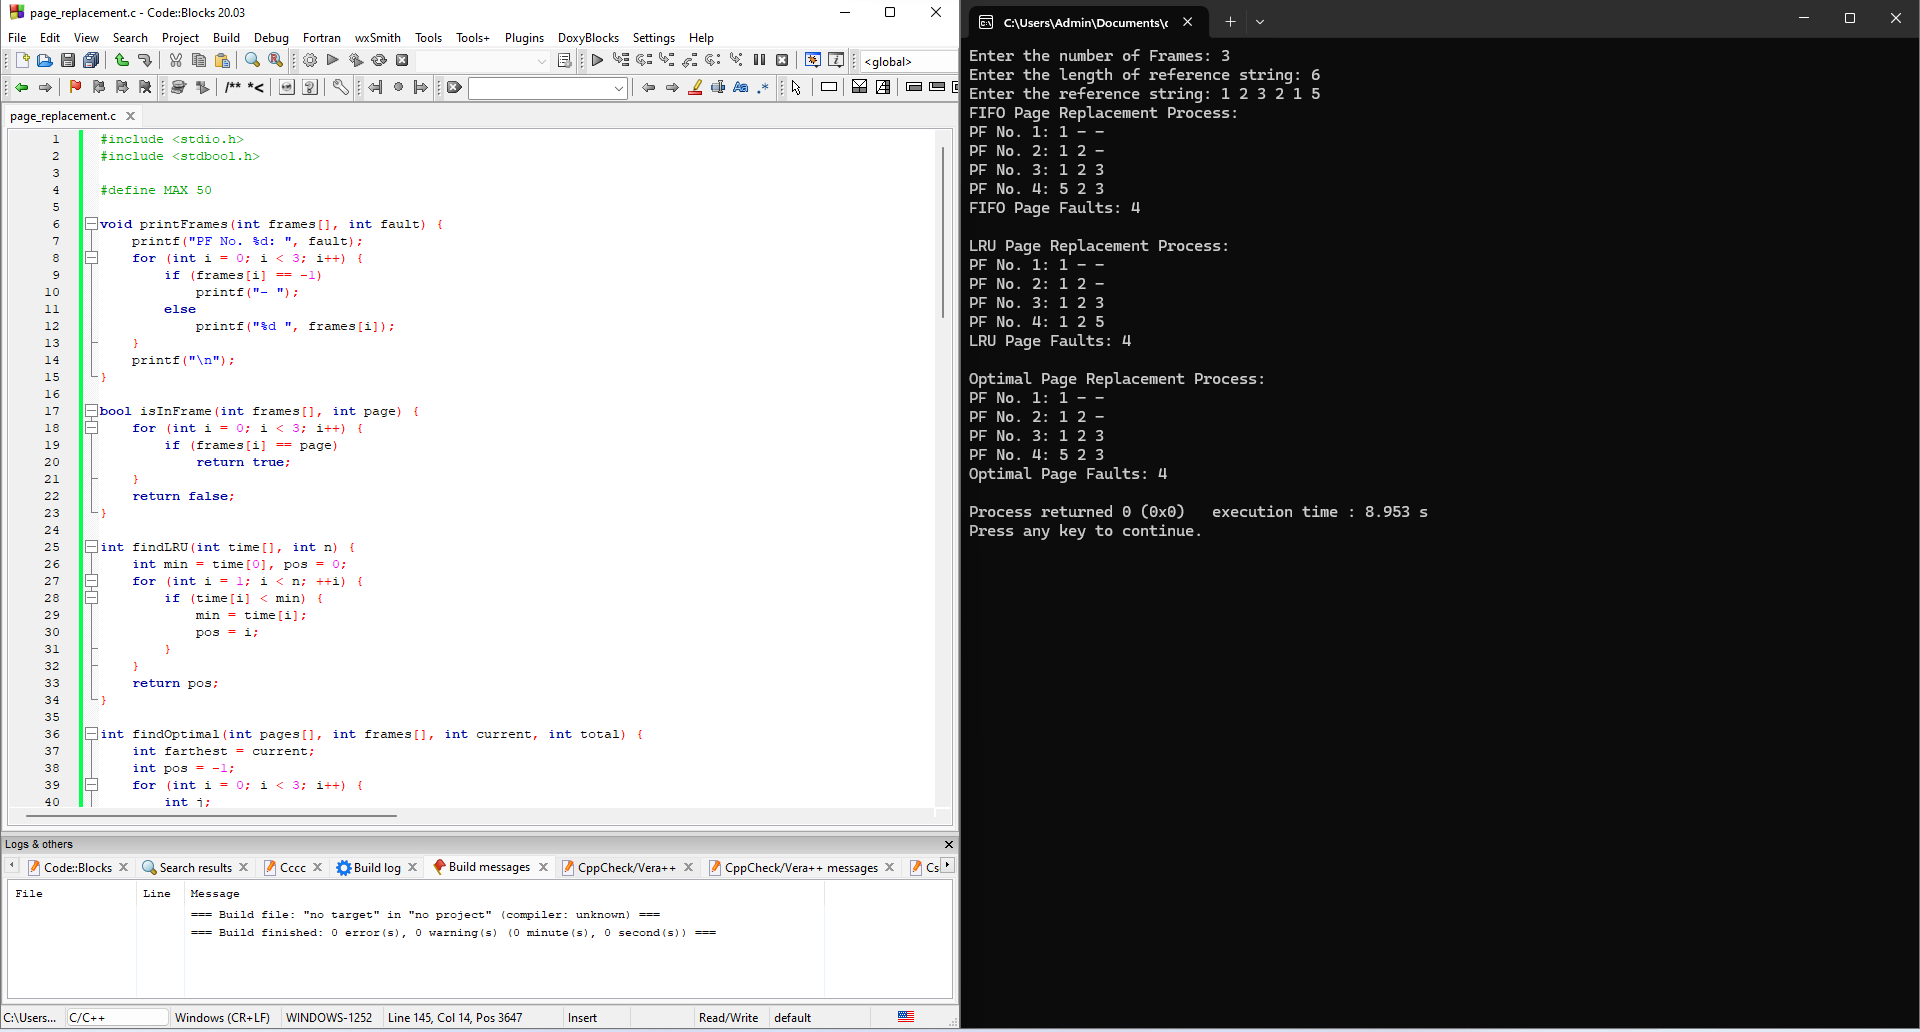 page_replacement.c - Code::Blocks 20.03
File Edit View Search Project Build Debug Fortran wxSmith Tools Tools+ Plugins DoxyBlocks Settings Help
<global>
/** *<
Aa .*
page_replacement.c
1 #include <stdio.h>
2 #include <stdbool.h>
3
4 #define MAX 50
5
6 void printFrames(int frames[], int fault) {
7 printf("PF No. %d: ", fault);
8 for (int i = 0; i < 3; i++) {
9 if (frames[i] == -1)
10 printf("- ");
11 else
12 printf("%d ", frames[i]);
13 }
14 printf("\n");
15 }
16
17 bool isInFrame(int frames[], int page) {
18 for (int i = 0; i < 3; i++) {
19 if (frames[i] == page)
20 return true;
21 }
22 return false;
23 }
24
25 int findLRU(int time[], int n) {
26 int min = time[0], pos = 0;
27 for (int i = 1; i < n; ++i) {
28 if (time[i] < min) {
29 min = time[i];
30 pos = i;
31 }
32 }
33 return pos;
34 }
35
36 int findOptimal(int pages[], int frames[], int current, int total) {
37 int farthest = current;
38 int pos = -1;
39 for (int i = 0; i < 3; i++) {
40 int j;
Logs & others
Code::Blocks Search results Cccc Build log Build messages CppCheck/Vera++ CppCheck/Vera++ messages Cs
File Line Message
=== Build file: "no target" in "no project" (compiler: unknown) ===
=== Build finished: 0 error(s), 0 warning(s) (0 minute(s), 0 second(s)) ===
C:\Users... C/C++ Windows (CR+LF) WINDOWS-1252 Line 145, Col 14, Pos 3647 Insert Read/Write default
C:\Users\Admin\Documents\c
Enter the number of Frames: 3
Enter the length of reference string: 6
Enter the reference string: 1 2 3 2 1 5
FIFO Page Replacement Process:
PF No. 1: 1 - -
PF No. 2: 1 2 -
PF No. 3: 1 2 3
PF No. 4: 5 2 3
FIFO Page Faults: 4
LRU Page Replacement Process:
PF No. 1: 1 - -
PF No. 2: 1 2 -
PF No. 3: 1 2 3
PF No. 4: 1 2 5
LRU Page Faults: 4
Optimal Page Replacement Process:
PF No. 1: 1 - -
PF No. 2: 1 2 -
PF No. 3: 1 2 3
PF No. 4: 5 2 3
Optimal Page Faults: 4
Process returned 0 (0x0) execution time : 8.953 s
Press any key to continue.